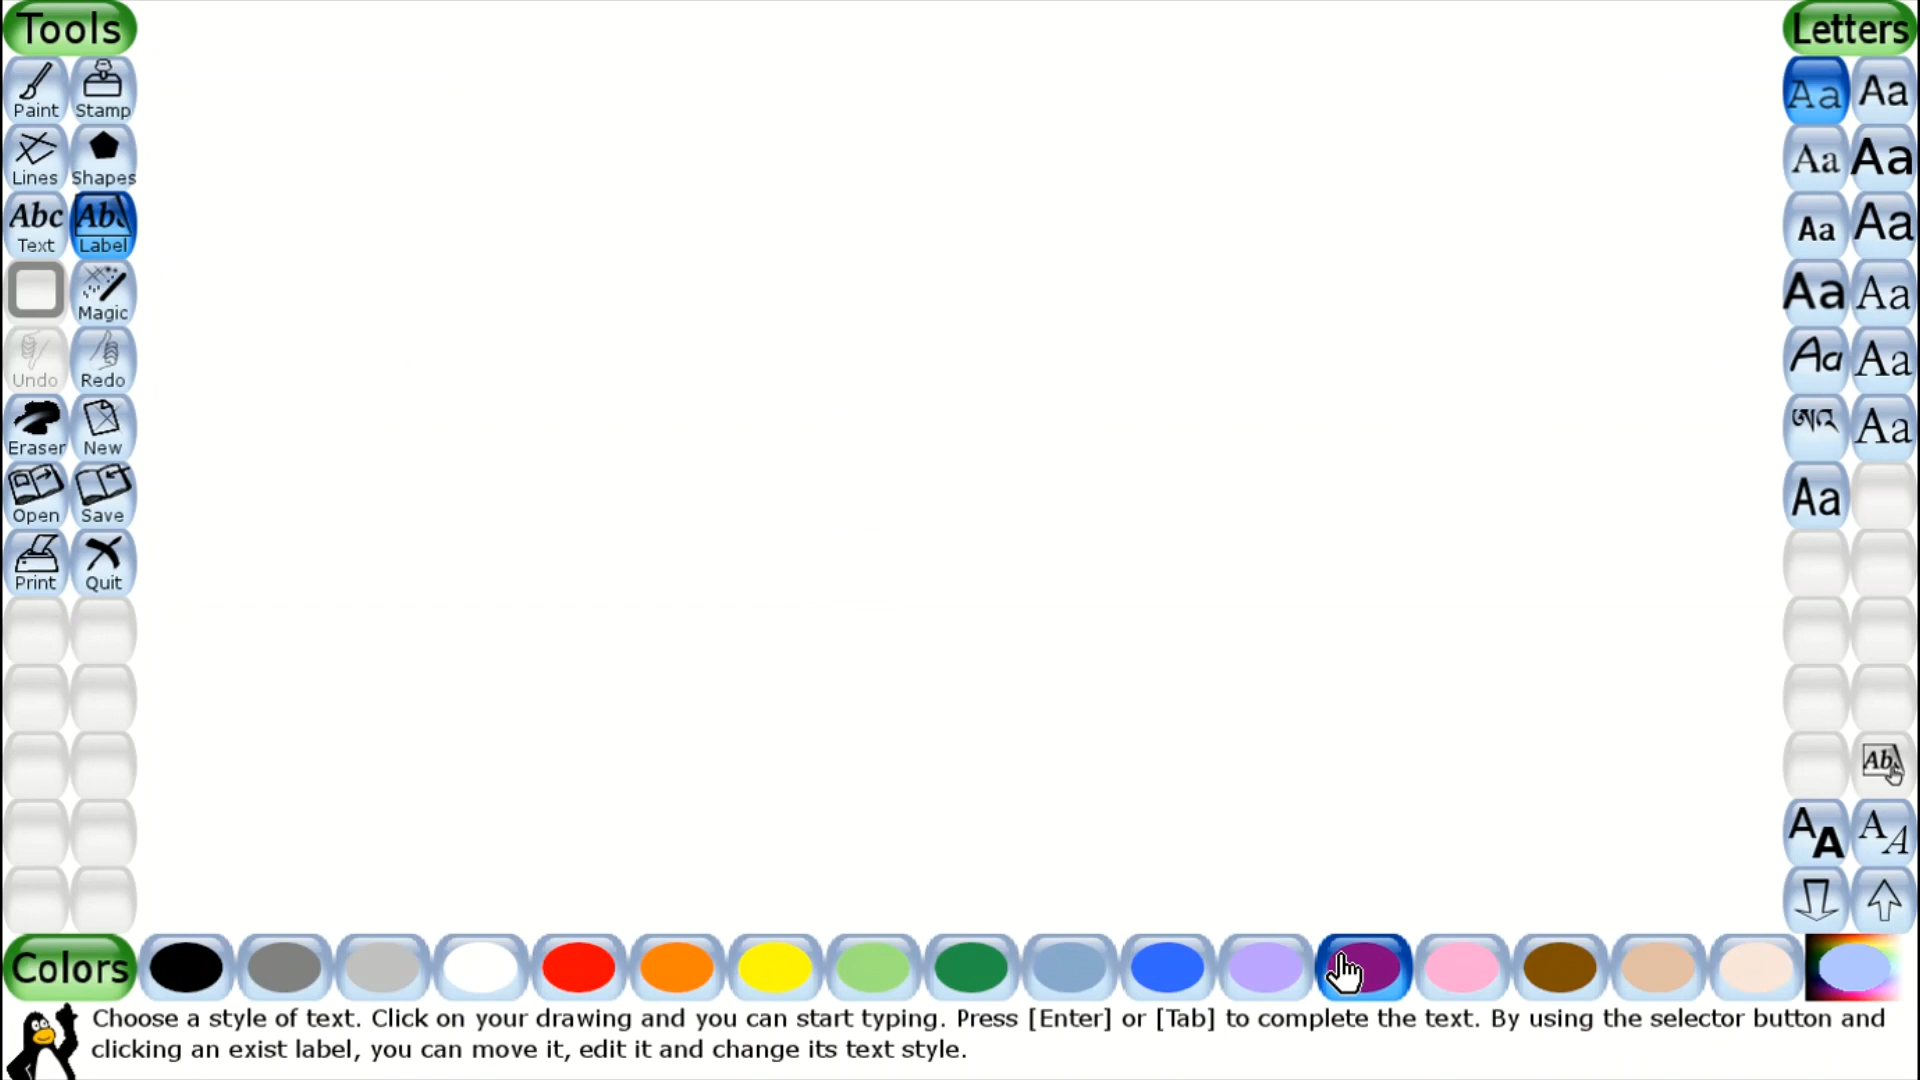 Tools
Letters
Paint Stamp
Aa Aa
Lines Shapes
Aa Aa
Abc Abc
Text Label
Aa Aa
Magic
Aa Aa
Undo Redo
Aa Aa
Eraser New
Aa
Open Save
Aa
Print Quit
Abc
A A A A
Colors
Choose a style of text. Click on your drawing and you can start typing. Press [Enter] or [Tab] to complete the text. By using the selector button and
clicking an exist label, you can move it, edit it and change its text style.